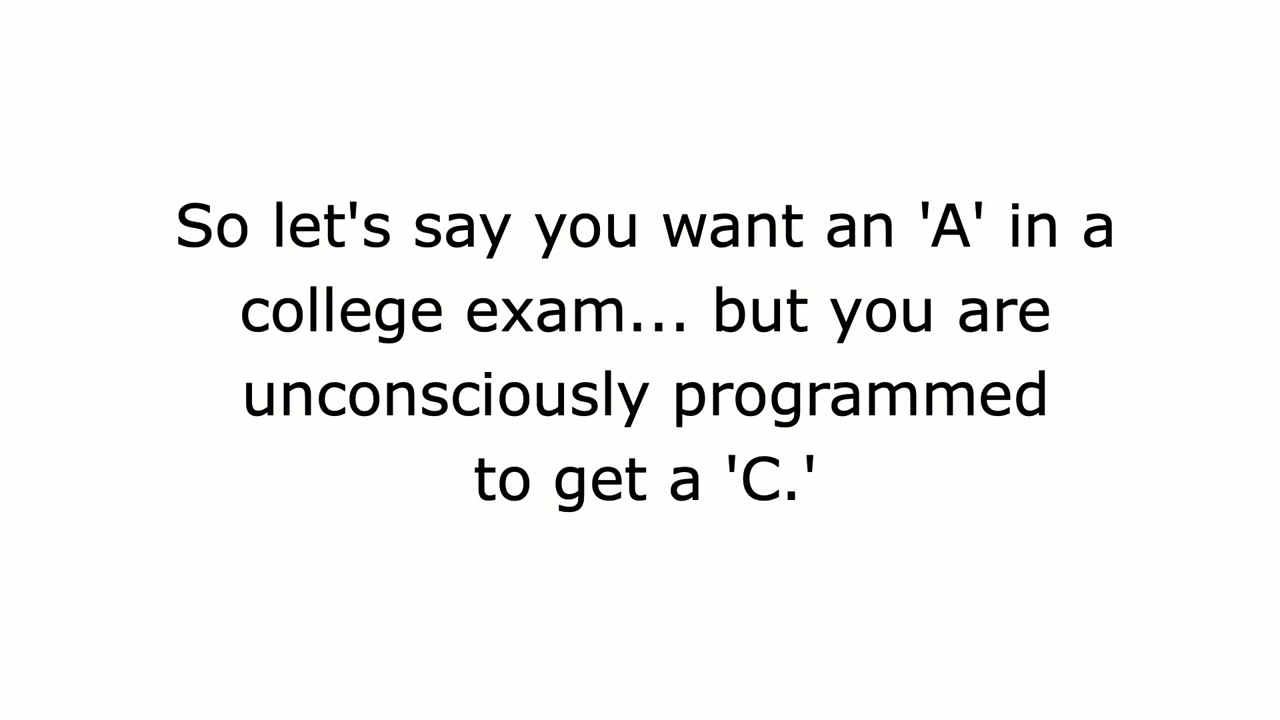 So let's say you want an 'A' in a
college exam... but you are
unconsciously programmed
to get a 'C.'